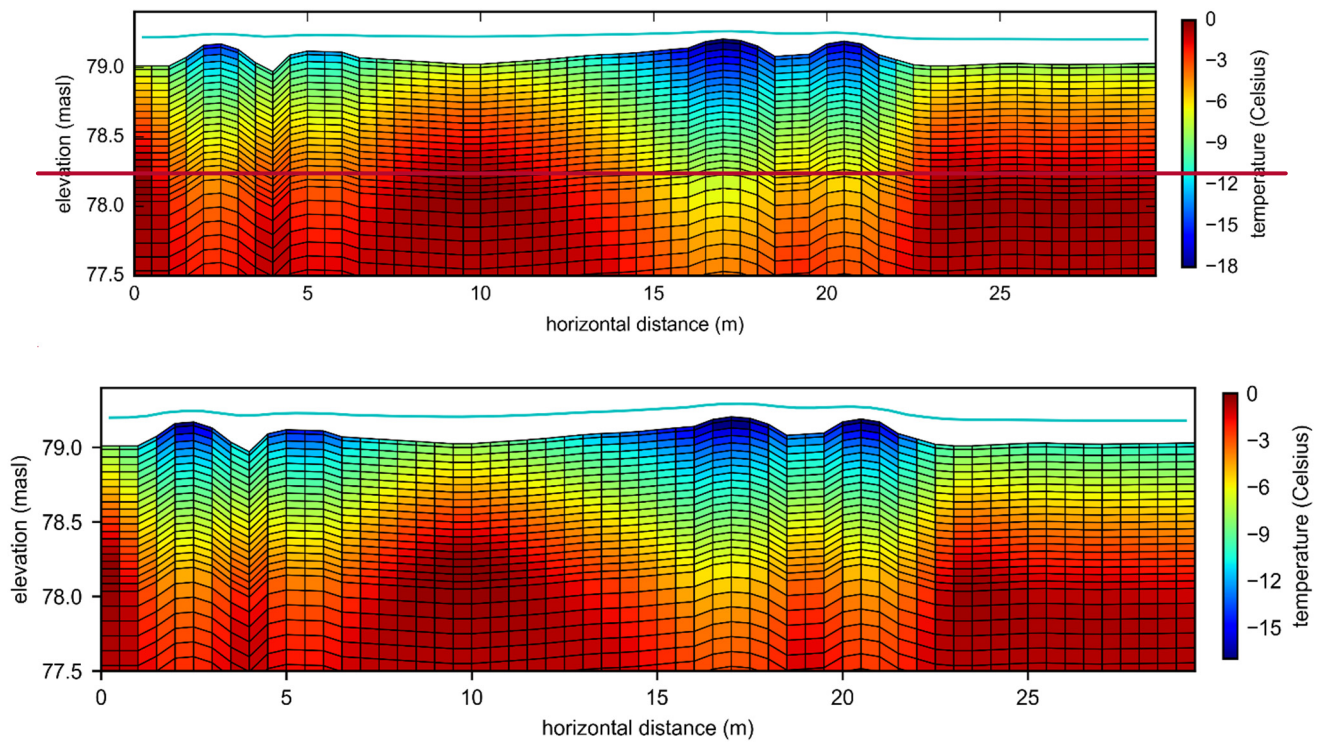 0
79.0
−3
78.5
−6
elevation (masl)
−9
temperature (Celsius)
−12
78.0
−15
77.5
−18
0 5 10 15 20 25
horizontal distance (m)
0
79.0
−3
78.5
−6
elevation (masl)
−9
temperature (Celsius)
78.0
−12
−15
77.5
0 5 10 15 20 25
horizontal distance (m)